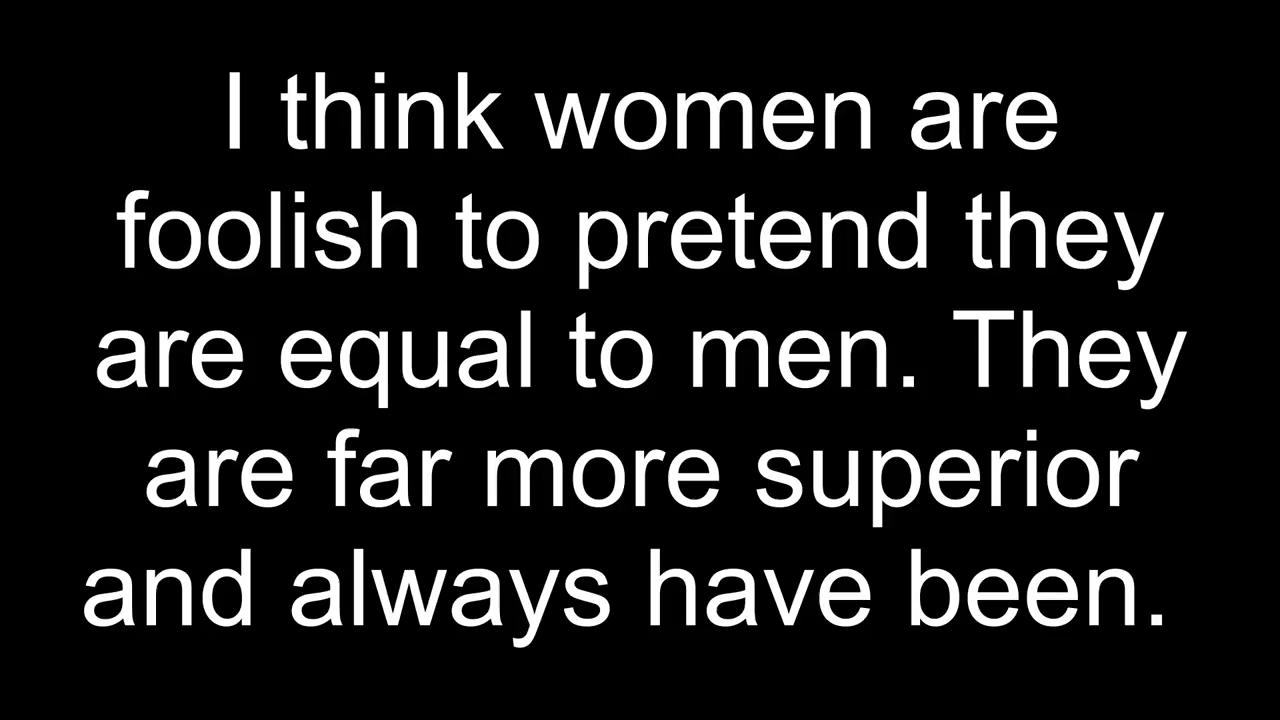 I think women are
foolish to pretend they
are equal to men. They
are far more superior
and always have been.